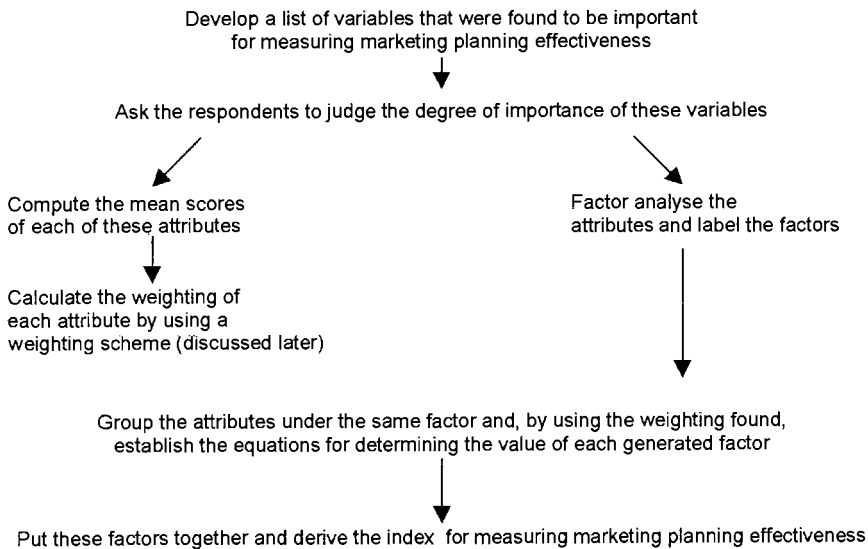 Develop a list of variables that were found to be important
for measuring marketing planning effectiveness
Ask the respondents to judge the degree of importance of these variables
Compute the mean scores
of each of these attributes
Factor analyse the
attributes and label the factors
Calculate the weighting of
each attribute by using a
weighting scheme (discussed later)
Group the attributes under the same factor and, by using the weighting found,
establish the equations for determining the value of each generated factor
Put these factors together and derive the index for measuring marketing planning effectiveness